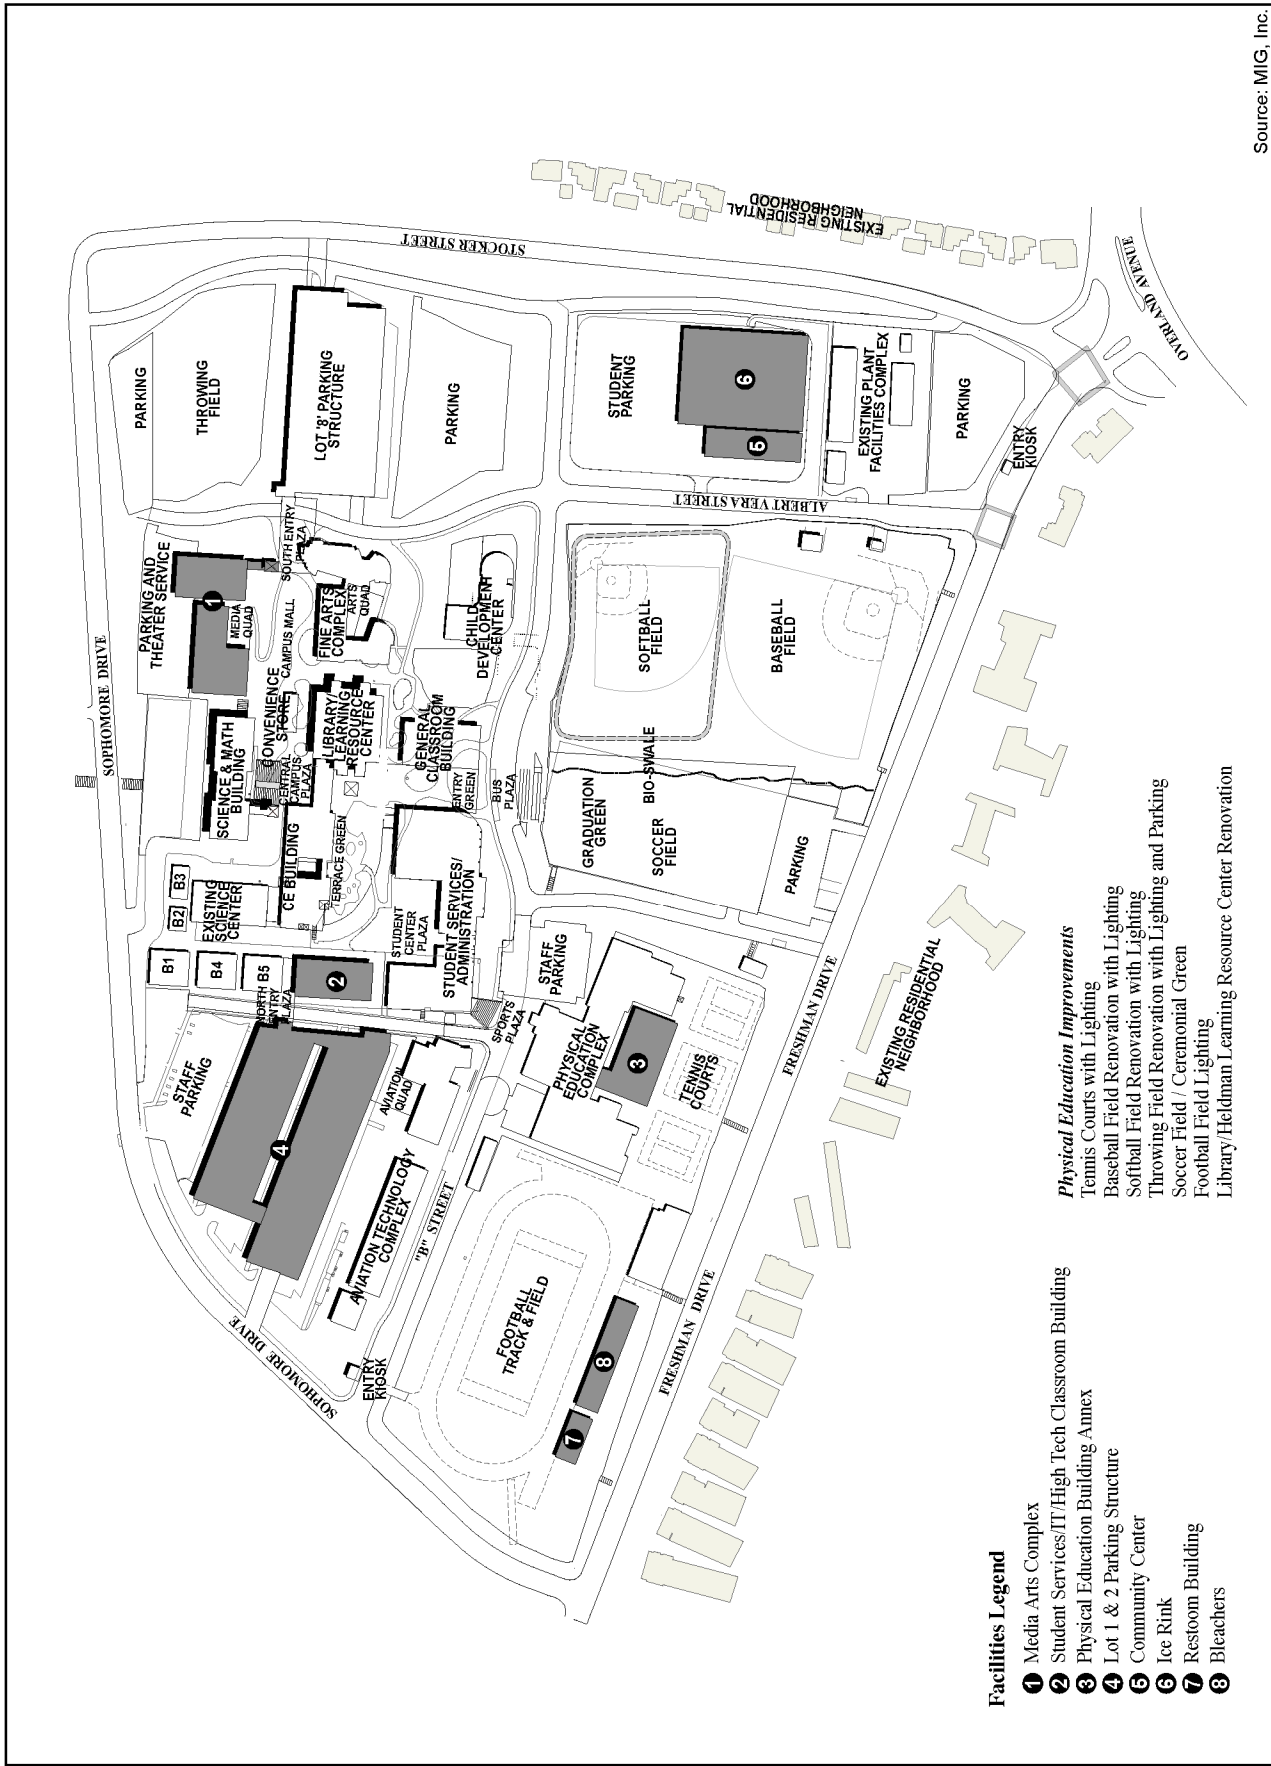 Source: MIG, Inc.
SOPHOMORE DRIVE
STOCKER STREET
EXISTING RESIDENTIAL
NEIGHBORHOOD
OVERLAND AVENUE
PARKING
THROWING
FIELD
LOT '8' PARKING
STRUCTURE
PARKING
STUDENT
PARKING
6
5
EXISTING PLANT
FACILITIES COMPLEX
PARKING
ENTRY
KIOSK
ALBERT VERA STREET
PARKING AND
THEATER SERVICE
1
MEDIA
QUAD
SOUTH ENTRY
PLAZA
CAMPUS MALL
FINE ARTS
COMPLEX
ARTS
QUAD
CHILD
DEVELOPMENT
CENTER
SOFTBALL
FIELD
BASEBALL
FIELD
SCIENCE & MATH
BUILDING
CONVENIENCE
STORE
CENTRAL
CAMPUS
PLAZA
LIBRARY/
LEARNING
RESOURCE
CENTER
GENERAL
CLASSROOM
BUILDING
ENTRY
GREEN
BUS
PLAZA
GRADUATION
GREEN
BIO-SWALE
SOCCER
FIELD
PARKING
B3
B2
EXISTING
SCIENCE
CENTER
CE BUILDING
TERRACE GREEN
STUDENT
CENTER
PLAZA
STUDENT SERVICES/
ADMINISTRATION
B1
B4
B5
NORTH
ENTRY
PLAZA
2
SPORTS
PLAZA
STAFF
PARKING
PHYSICAL
EDUCATION
COMPLEX
3
TENNIS
COURTS
FRESHMAN DRIVE
EXISTING RESIDENTIAL
NEIGHBORHOOD
STAFF
PARKING
4
AVIATION
QUAD
AVIATION TECHNOLOGY
COMPLEX
"B" STREET
SOPHOMORE DRIVE
ENTRY
KIOSK
FOOTBALL
TRACK & FIELD
8
7
FRESHMAN DRIVE
Facilities Legend
1 Media Arts Complex
2 Student Services/IT/High Tech Classroom Building
3 Physical Education Building Annex
4 Lot 1 & 2 Parking Structure
5 Community Center
6 Ice Rink
7 Restoom Building
8 Bleachers
Physical Education Improvements
Tennis Courts with Lighting
Baseball Field Renovation with Lighting
Softball Field Renovation with Lighting
Throwing Field Renovation with Lighting and Parking
Soccer Field / Ceremonial Green
Football Field Lighting
Library/Heldman Learning Resource Center Renovation